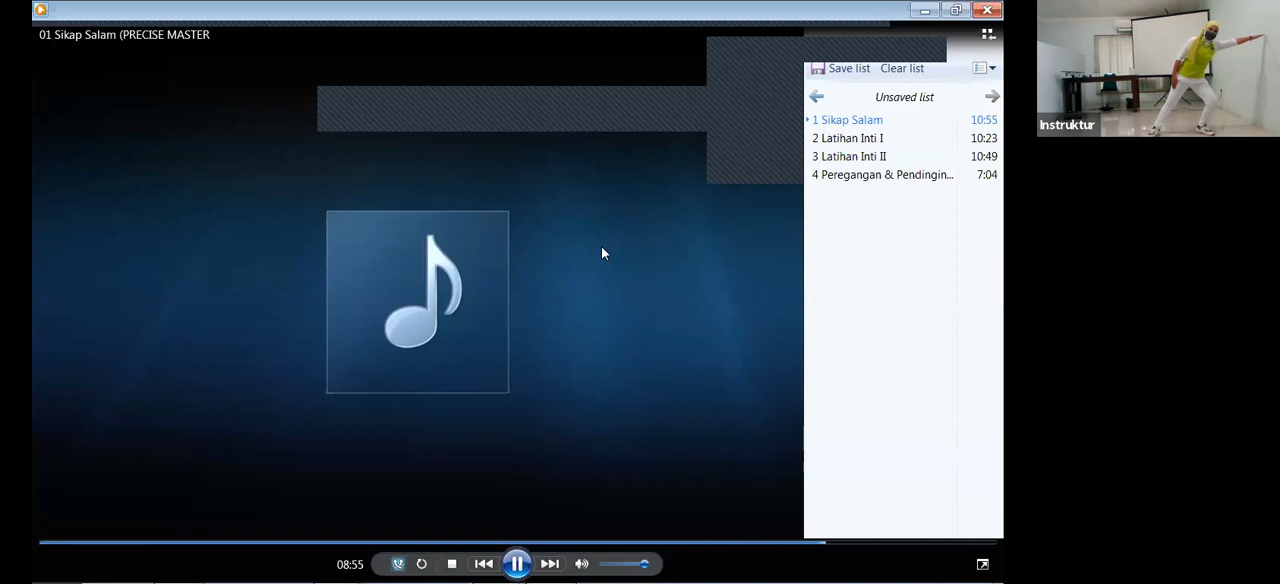 01 Sikap Salam (PRECISE MASTER
Save list Clear list
Unsaved list
1 Sikap Salam 10:55
2 Latihan Inti I 10:23
3 Latihan Inti II 10:49
4 Peregangan & Pendingin... 7:04
Instruktur
08:55